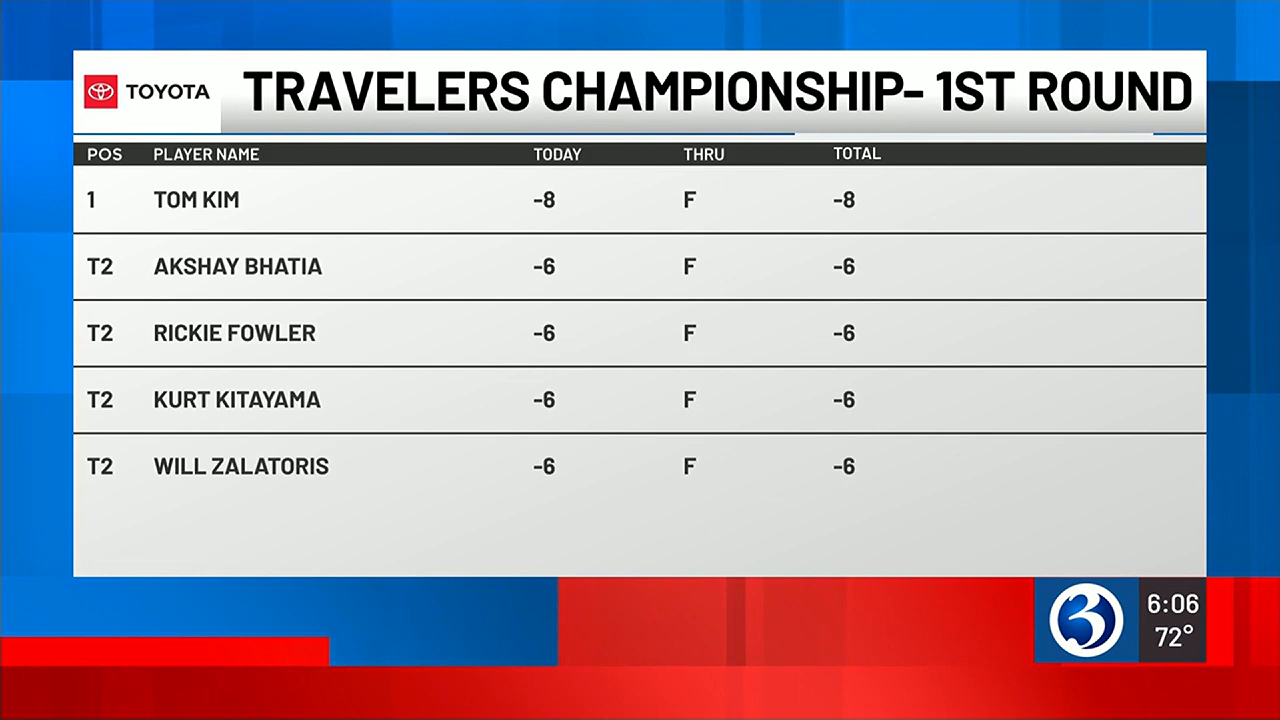 TOYOTA
TRAVELERS CHAMPIONSHIP- 1ST ROUND
POS PLAYER NAME TODAY THRU TOTAL
1 TOM KIM -8 F -8
T2 AKSHAY BHATIA -6 F -6
T2 RICKIE FOWLER -6 F -6
T2 KURT KITAYAMA -6 F -6
T2 WILL ZALATORIS -6 F -6
3
6:06
72°